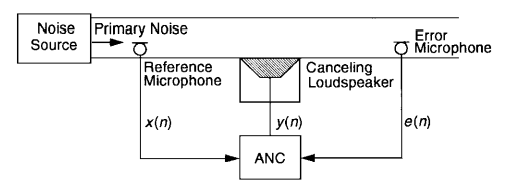 Noise
Source
Primary Noise
Error
Microphone
Reference
Microphone
Canceling
Loudspeaker
x(n)
y(n)
e(n)
ANC